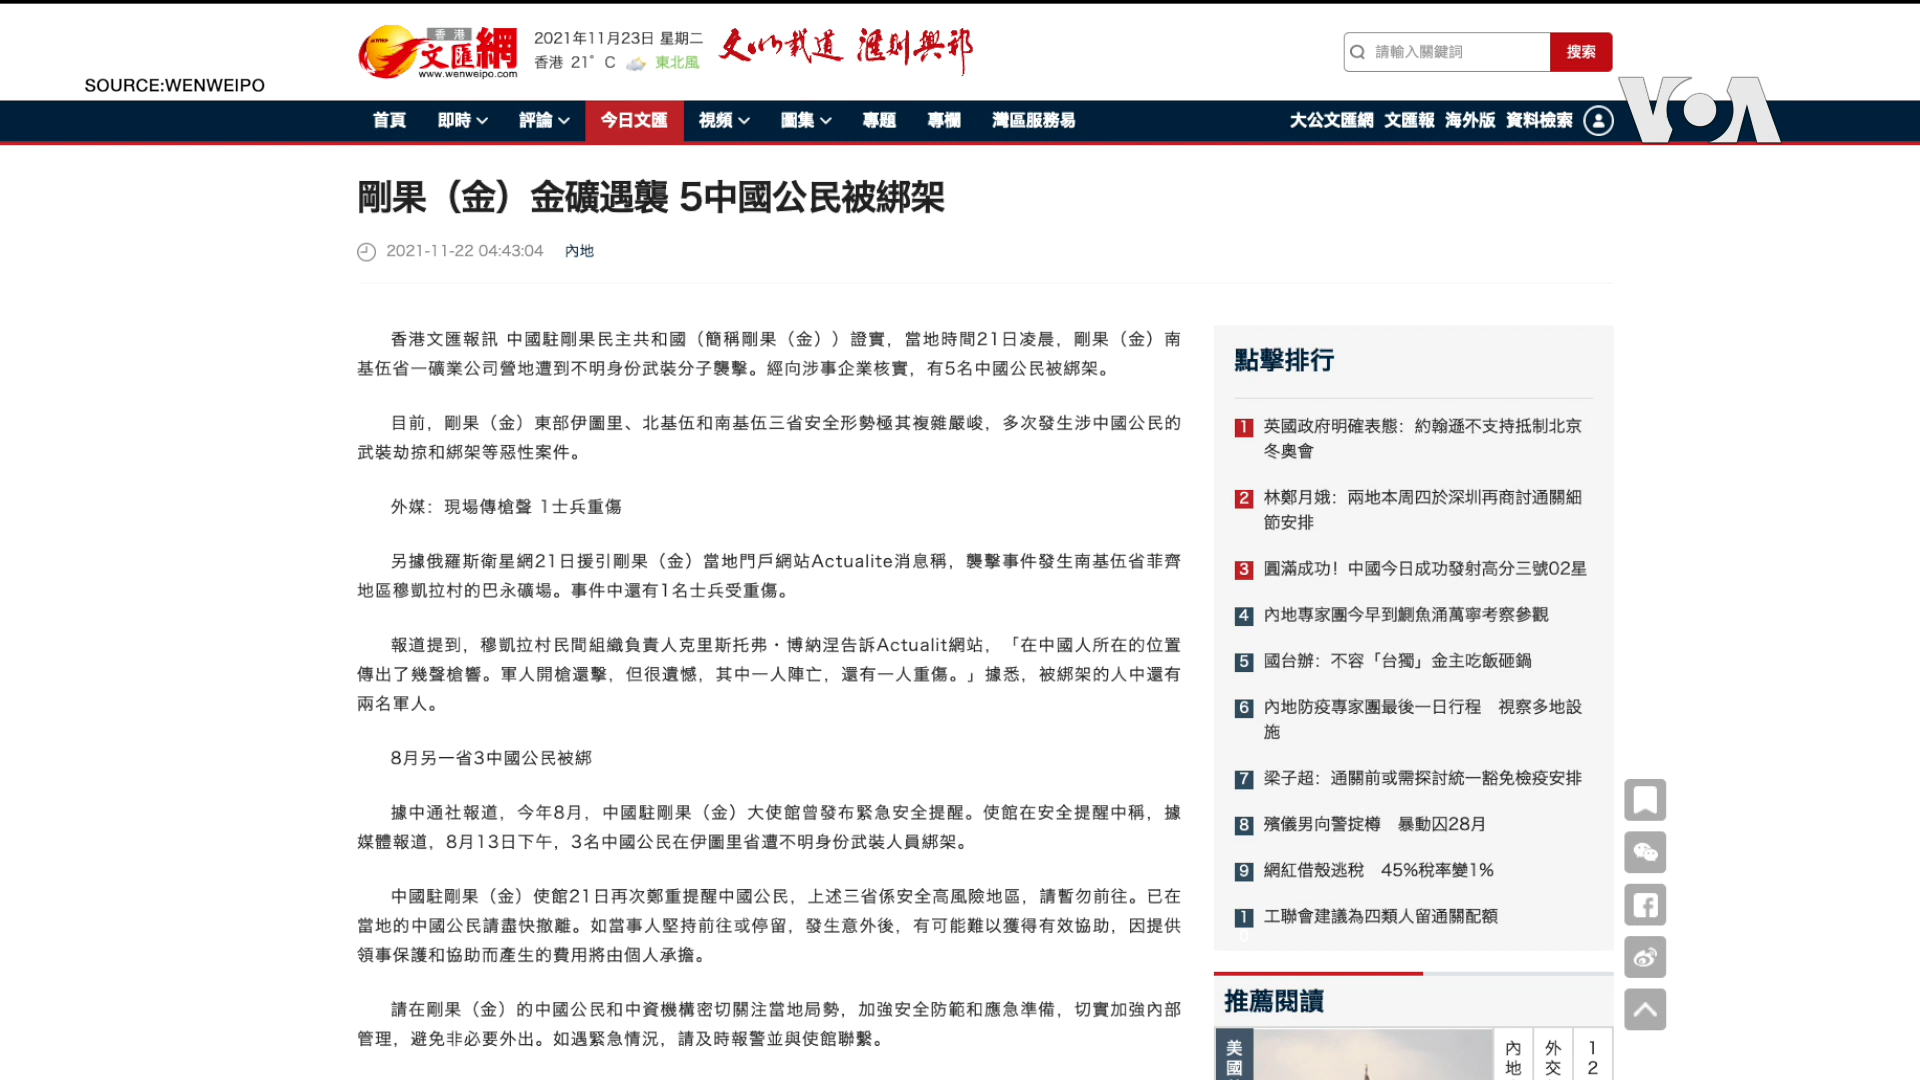 香港
文匯網
www.wenweipo.com
2021年11月23日 星期二
香港 21°C 東北風
文以載道 匯則興邦
請輸入關鍵詞
搜索
SOURCE:WENWEIPO
VOA
首頁 即時 評論 今日文匯 視頻 圖集 專題 專欄 灣區服務易 大公文匯網 文匯報 海外版 資料檢索
剛果（金）金礦遇襲 5中國公民被綁架
2021-11-22 04:43:04 內地
香港文匯報訊 中國駐剛果民主共和國（簡稱剛果（金））證實，當地時間21日凌晨，剛果（金）南
基伍省一礦業公司營地遭到不明身份武裝分子襲擊。經向涉事企業核實，有5名中國公民被綁架。
目前，剛果（金）東部伊圖里、北基伍和南基伍三省安全形勢極其複雜嚴峻，多次發生涉中國公民的
武裝劫掠和綁架等惡性案件。
外媒：現場傳槍聲 1士兵重傷
另據俄羅斯衛星網21日援引剛果（金）當地門戶網站Actualite消息稱，襲擊事件發生南基伍省菲齊
地區穆凱拉村的巴永礦場。事件中還有1名士兵受重傷。
報道提到，穆凱拉村民間組織負責人克里斯托弗・博納涅告訴Actualit網站，「在中國人所在的位置
傳出了幾聲槍響。軍人開槍還擊，但很遺憾，其中一人陣亡，還有一人重傷。」據悉，被綁架的人中還有
兩名軍人。
8月另一省3中國公民被綁
據中通社報道，今年8月，中國駐剛果（金）大使館曾發布緊急安全提醒。使館在安全提醒中稱，據
媒體報道，8月13日下午，3名中國公民在伊圖里省遭不明身份武裝人員綁架。
中國駐剛果（金）使館21日再次鄭重提醒中國公民，上述三省係安全高風險地區，請暫勿前往。已在
當地的中國公民請盡快撤離。如當事人堅持前往或停留，發生意外後，有可能難以獲得有效協助，因提供
領事保護和協助而產生的費用將由個人承擔。
請在剛果（金）的中國公民和中資機構密切關注當地局勢，加強安全防範和應急準備，切實加強內部
管理，避免非必要外出。如遇緊急情況，請及時報警並與使館聯繫。
點擊排行
1 英國政府明確表態：約翰遜不支持抵制北京
冬奧會
2 林鄭月娥：兩地本周四於深圳再商討通關細
節安排
3 圓滿成功！中國今日成功發射高分三號02星
4 內地專家團今早到鰂魚涌萬寧考察參觀
5 國台辦：不容「台獨」金主吃飯砸鍋
6 內地防疫專家團最後一日行程　視察多地設
施
7 梁子超：通關前或需探討統一豁免檢疫安排
8 殯儀男向警掟樽　暴動囚28月
9 網紅借殼逃稅　45%稅率變1%
1 工聯會建議為四類人留通關配額
推薦閱讀
美國
內地
外交
12